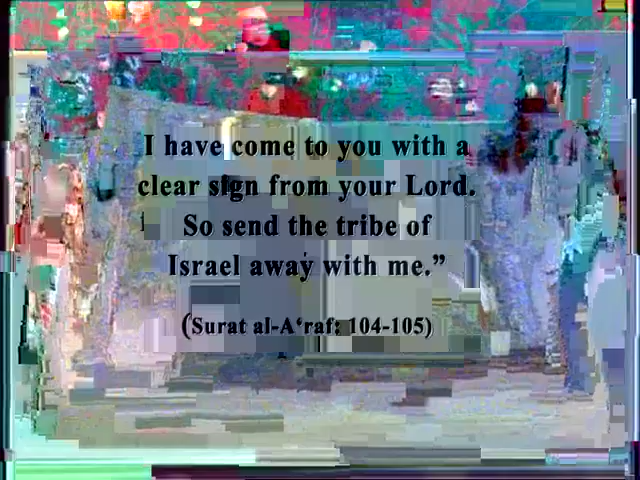 I have come to you with a
clear sign from your Lord.
So send the tribe of
Israel away with me.”
(Surat al-A‘raf: 104-105)